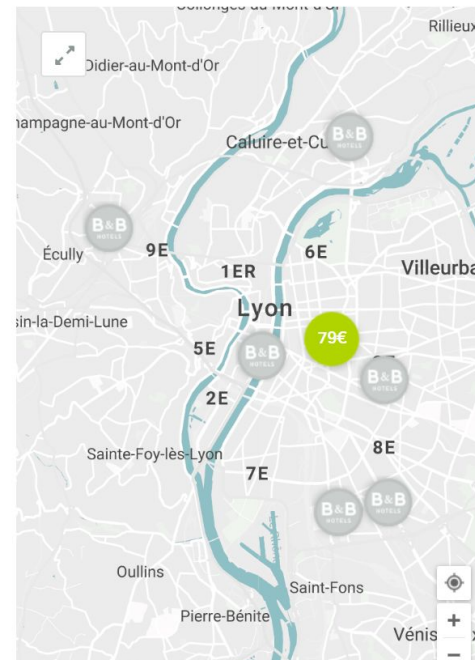 Rillieux
Didier-au-Mont-d'Or
hampagne-au-Mont-d'Or
Caluire-et-Cu
B&B
HOTELS
B&B
HOTELS
9E
6E
Écully
1ER
Villeurba
Lyon
sin-la-Demi-Lune
79€
5E
B&B
HOTELS
B&B
HOTELS
2E
8E
Sainte-Foy-lès-Lyon
7E
B&B
HOTELS
B&B
HOTELS
Oullins
Saint-Fons
Pierre-Bénite
+
Vénis
−